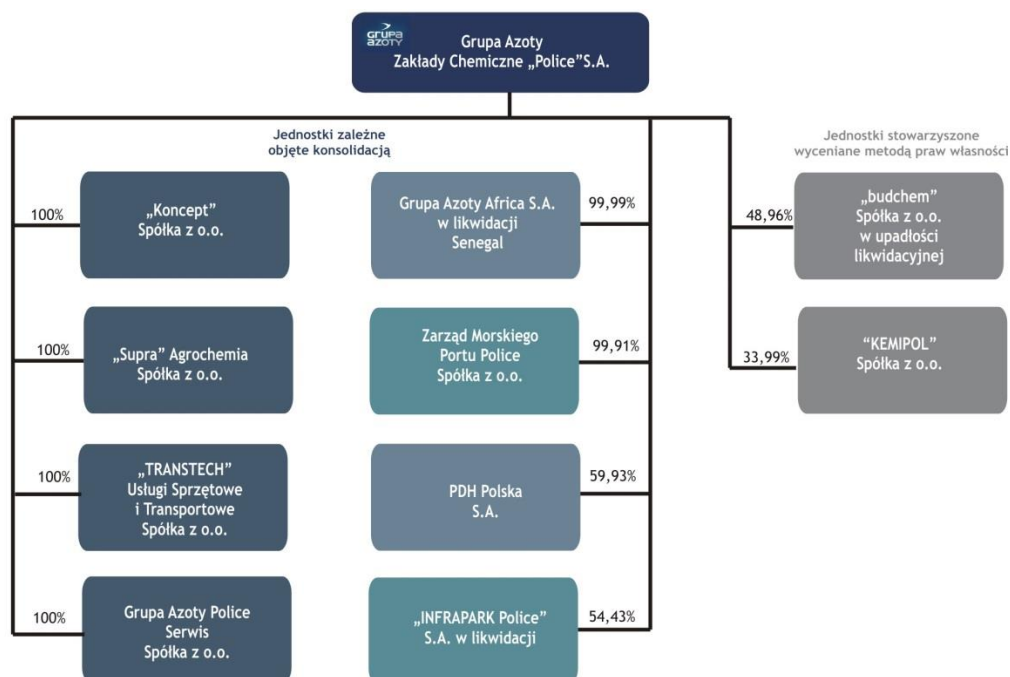 GRUPA
AZOTY
Grupa Azoty
Zakłady Chemiczne „Police”S.A.
Jednostki zależne
objęte konsolidacją
Jednostki stowarzyszone
wyceniane metodą praw własności
100%
„Koncept”
Spółka z o.o.
Grupa Azoty Africa S.A.
w likwidacji
Senegal
99,99%
48,96%
„budchem”
Spółka z o.o.
w upadłości
likwidacyjnej
100%
„Supra” Agrochemia
Spółka z o.o.
Zarząd Morskiego
Portu Police
Spółka z o.o.
99,91%
33,99%
“KEMIPOL”
Spółka z o.o.
100%
„TRANSTECH”
Usługi Sprzętowe
i Transportowe
Spółka z o.o.
PDH Polska
S.A.
59,93%
100%
Grupa Azoty Police
Serwis
Spółka z o.o.
„INFRAPARK Police”
S.A. w likwidacji
54,43%